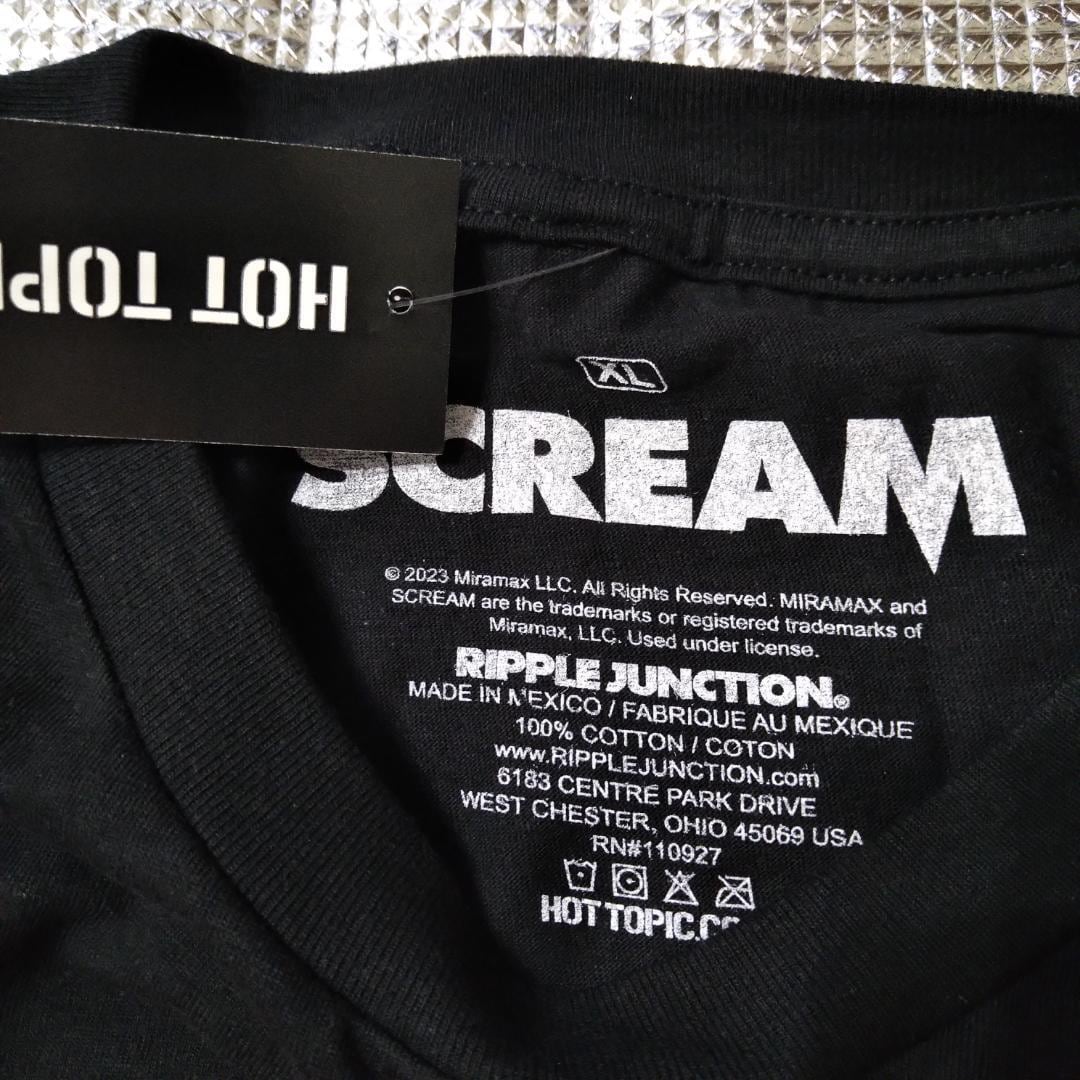 HOT TOP
XL
SCREAM
© 2023 Miramax LLC. All Rights Reserved. MIRAMAX and
SCREAM are the trademarks or registered trademarks of
Miramax, LLC. Used under license.
RIPPLE JUNCTION®
MADE IN MEXICO / FABRIQUE AU MEXIQUE
100% COTTON / COTON
www.RIPPLEJUNCTION.com
6183 CENTRE PARK DRIVE
WEST CHESTER, OHIO 45069 USA
RN#110927
HOT TOPIC.C